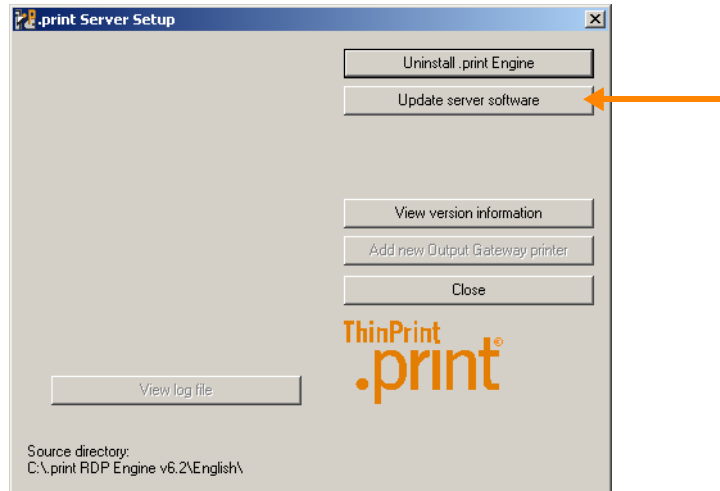 .print Server Setup
Uninstall .print Engine
Update server software
View version information
Add new Output Gateway printer
Close
ThinPrint
.print®
View log file
Source directory:
C:\.print RDP Engine v6.2\English\